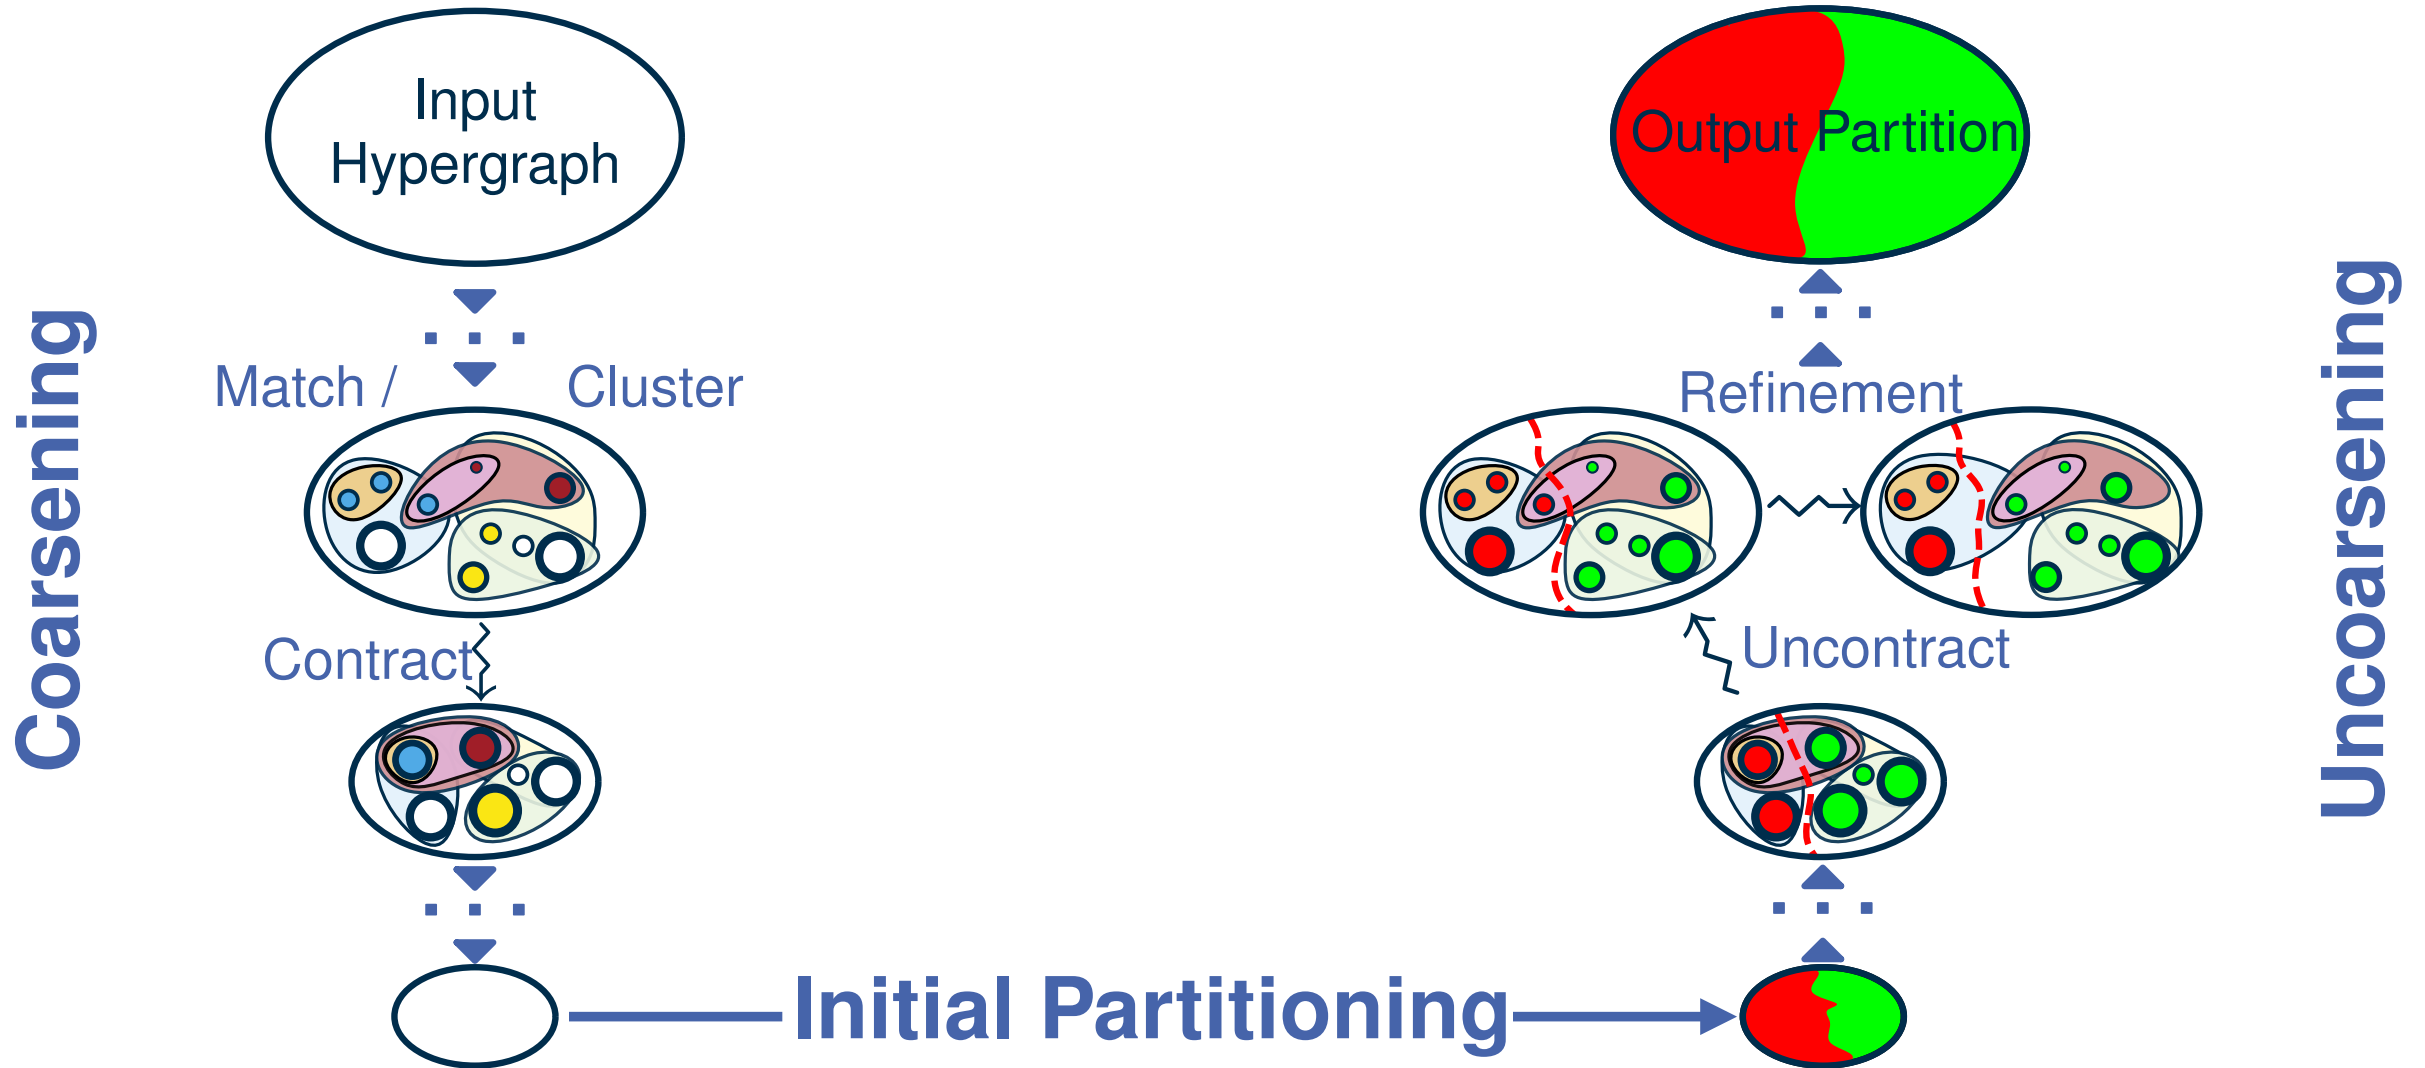 Input
Hypergraph
Output Partition
Coarsening
Match / Cluster
Contract
Refinement
Uncontract
Uncoarsening
Initial Partitioning